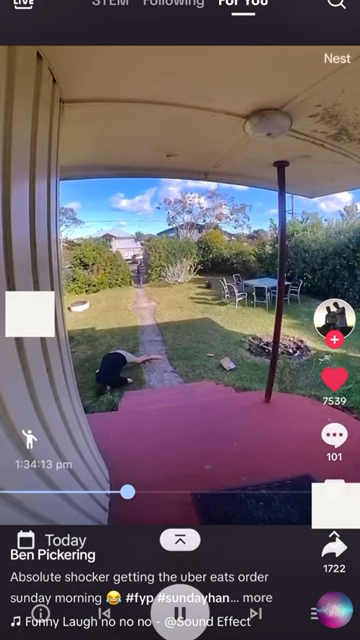 LIVE
STEM Following For You
Nest
7539
101
1:34:13 pm
Today
Ben Pickering
1722
Absolute shocker getting the uber eats order
sunday morning 😂 #fyp #sundayhan... more
🎵 Funny Laugh no no no - @Sound Effect